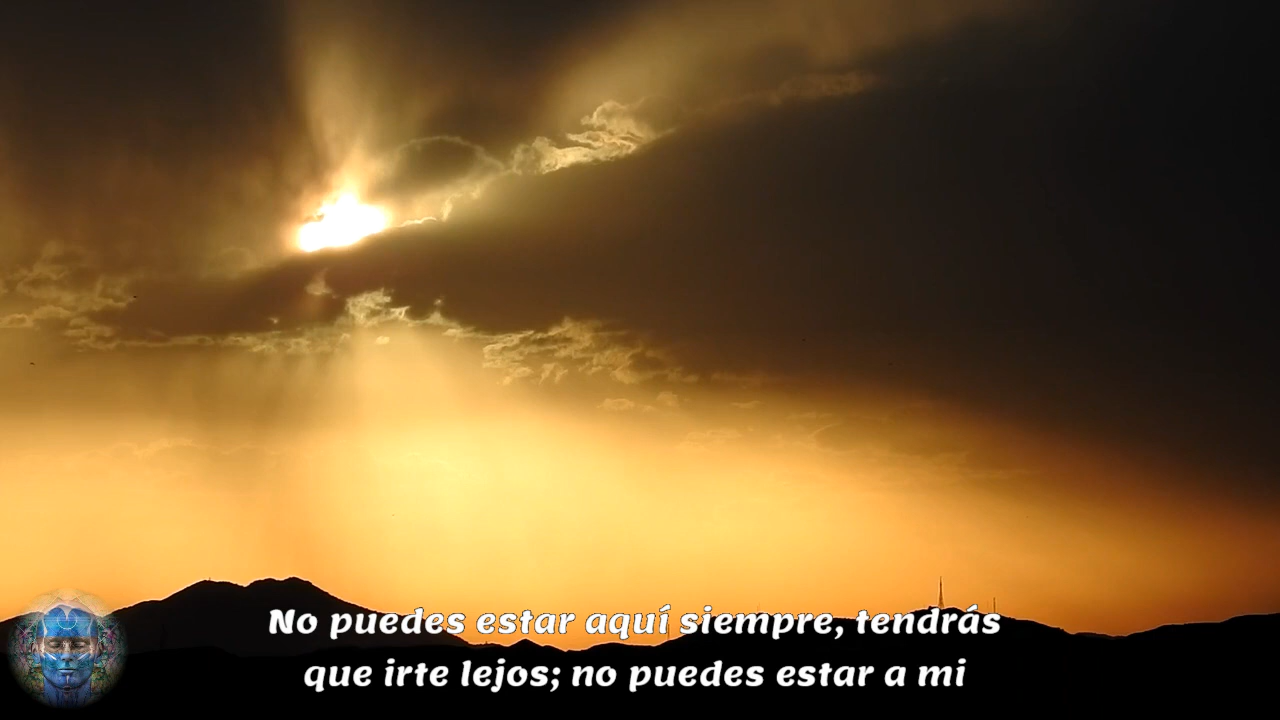 No puedes estar aquí siempre, tendrás
que irte lejos; no puedes estar a mi